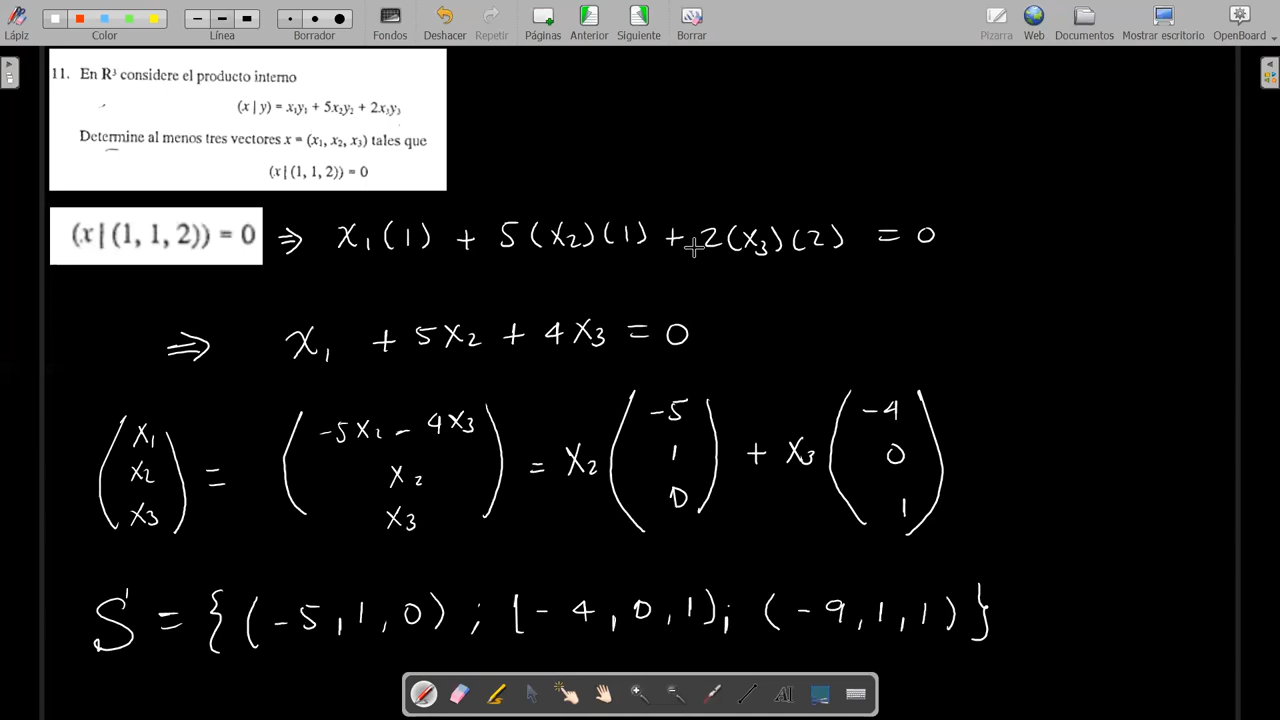 Lápiz Color Línea Borrador Fondos Deshacer Repetir Páginas Anterior Siguiente Borrar Pizarra Web Documentos Mostrar escritorio OpenBoard
11. En R³ considere el producto interno
(x | y) = x₁y₁ + 5x₂y₂ + 2x₃y₃
Determine al menos tres vectores x = (x₁, x₂, x₃) tales que
(x | (1, 1, 2)) = 0
(x | (1, 1, 2)) = 0 ⇒ x₁(1) + 5(x₂)(1) + 2(x₃)(2) = 0
⇒ x₁ + 5x₂ + 4x₃ = 0
x₁ -5x₂ - 4x₃ -5 -4
x₂ = x₂ = x₂ 1 + x₃ 0
x₃ x₃ 0 1
S = {(-5,1,0) ; (-4,0,1); (-9,1,1)}
AI